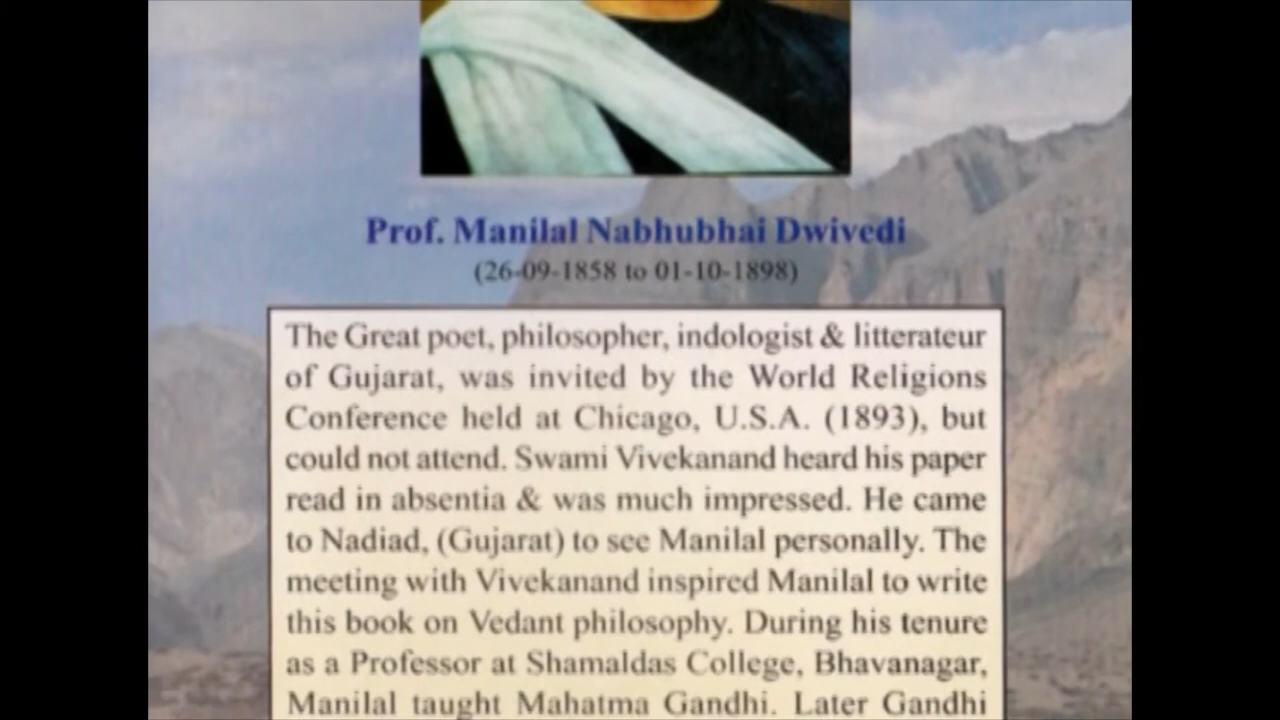 Prof. Manilal Nabhubhai Dwivedi
(26-09-1858 to 01-10-1898)
The Great poet, philosopher, indologist & litterateur
of Gujarat, was invited by the World Religions
Conference held at Chicago, U.S.A. (1893), but
could not attend. Swami Vivekanand heard his paper
read in absentia & was much impressed. He came
to Nadiad, (Gujarat) to see Manilal personally. The
meeting with Vivekanand inspired Manilal to write
this book on Vedant philosophy. During his tenure
as a Professor at Shamaldas College, Bhavanagar,
Manilal taught Mahatma Gandhi. Later Gandhi